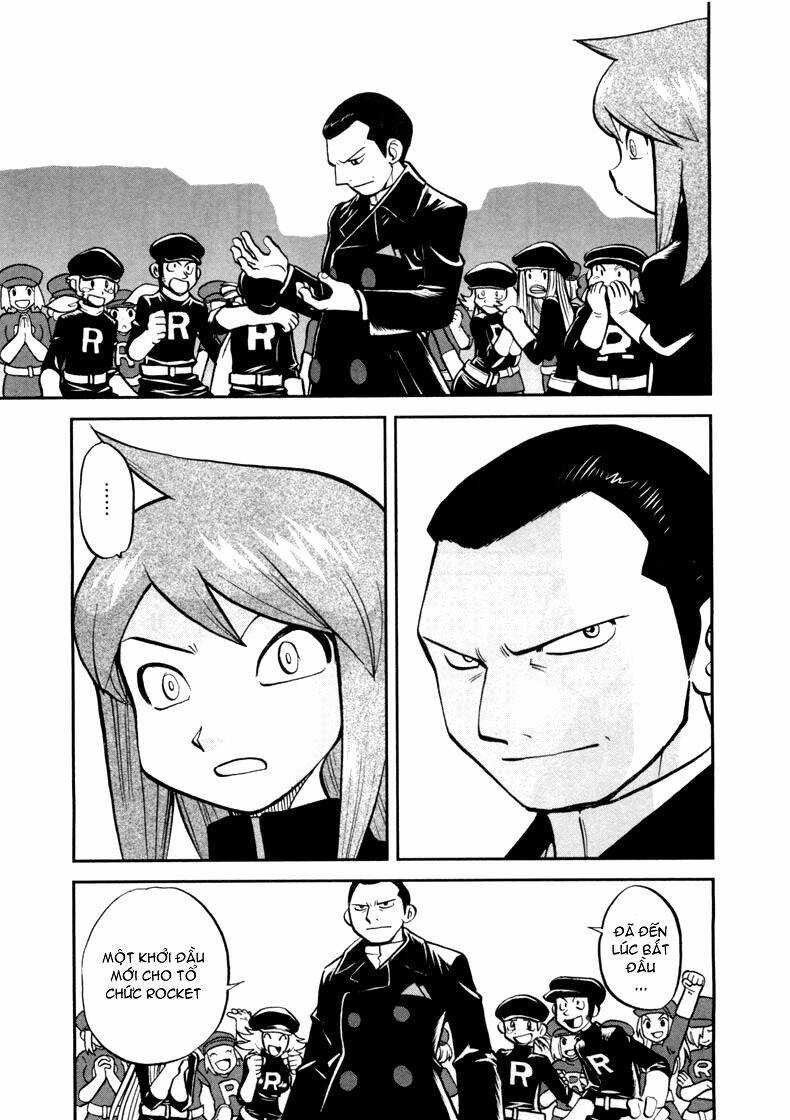 R
R
R
R
R
.......
ĐÃ ĐẾN
LÚC BẮT
ĐẦU
...
MỘT KHỞI ĐẦU
MỚI CHO TỔ
CHỨC ROCKET
R
R
R
R